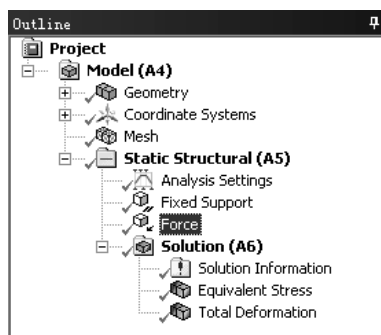 Outline
Project
Model (A4)
Geometry
Coordinate Systems
Mesh
Static Structural (A5)
Analysis Settings
Fixed Support
Force
Solution (A6)
Solution Information
Equivalent Stress
Total Deformation